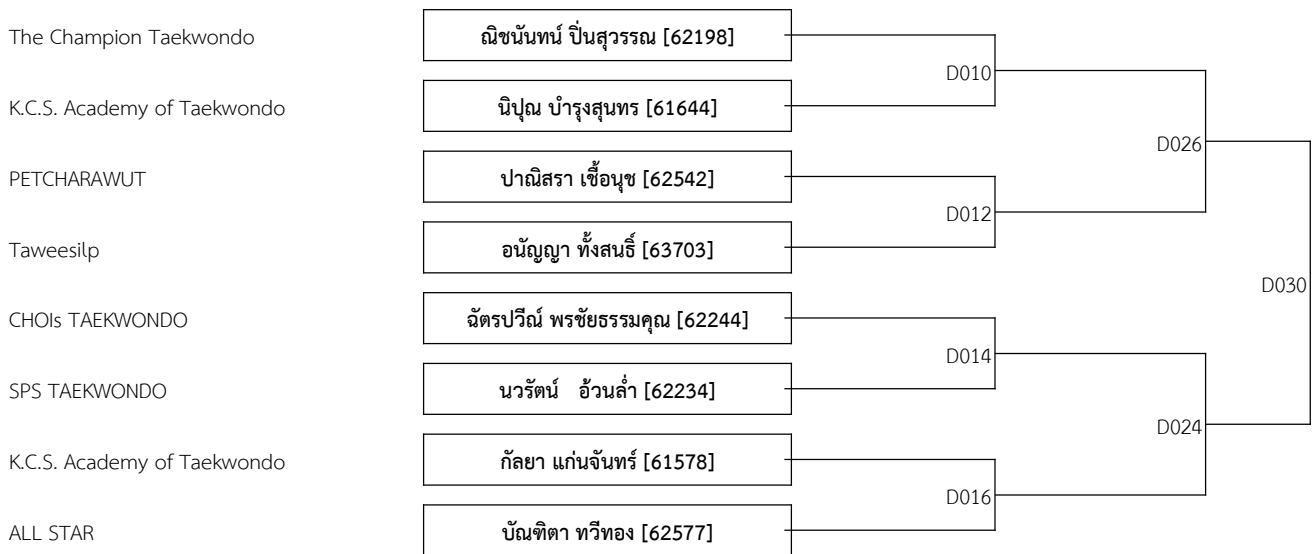 The Champion Taekwondo ณิชนันทน์ ปิ่นสุวรรณ [62198]
D010
K.C.S. Academy of Taekwondo นิปุณ บำรุงสุนทร [61644]
D026
PETCHARAWUT ปาณิสรา เชื้อนุช [62542]
D012
Taweesilp อนัญญา ทั้งสนธิ์ [63703]
D030
CHOIs TAEKWONDO ฉัตรปวีณ์ พรชัยธรรมคุณ [62244]
D014
SPS TAEKWONDO นวรัตน์ อ้วนล่ำ [62234]
D024
K.C.S. Academy of Taekwondo กัลยา แก่นจันทร์ [61578]
D016
ALL STAR บัณฑิตา ทวีทอง [62577]